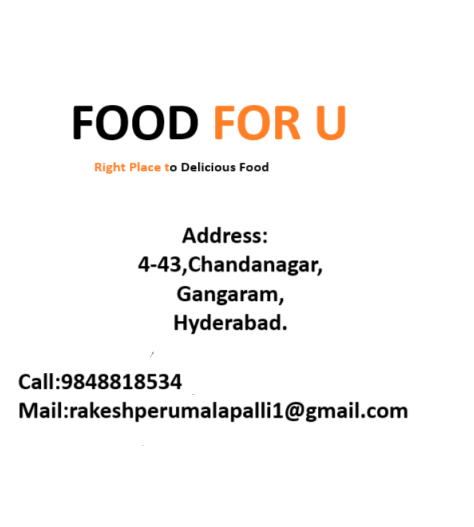 FOOD FOR U
Right Place to Delicious Food
Address:
4-43,Chandanagar,
Gangaram,
Hyderabad.
Call:9848818534
Mail:rakeshperumalapalli1@gmail.com